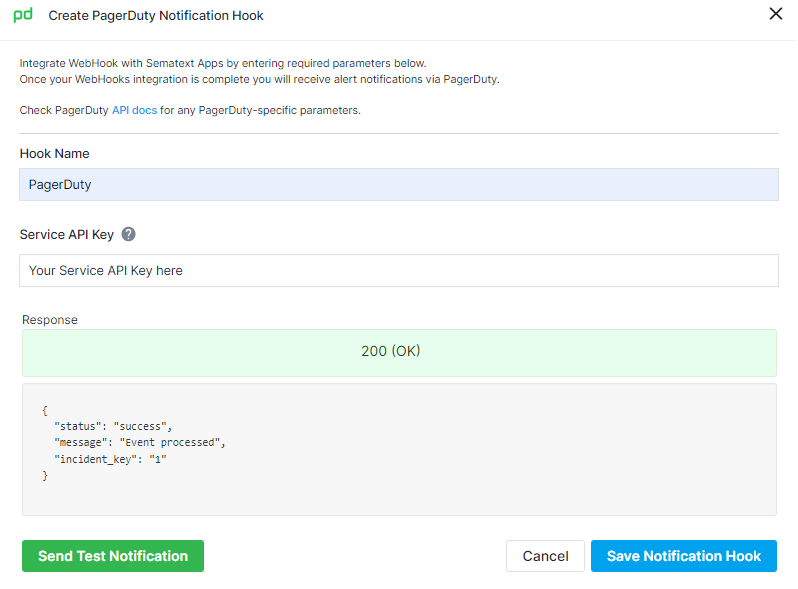 pd Create PagerDuty Notification Hook
Integrate WebHook with Sematext Apps by entering required parameters below.
Once your WebHooks integration is complete you will receive alert notifications via PagerDuty.
Check PagerDuty API docs for any PagerDuty-specific parameters.
Hook Name
PagerDuty
Service API Key ?
Your Service API Key here
Response
200 (OK)
{
"status": "success",
"message": "Event processed",
"incident_key": "1"
}
Send Test Notification Cancel Save Notification Hook